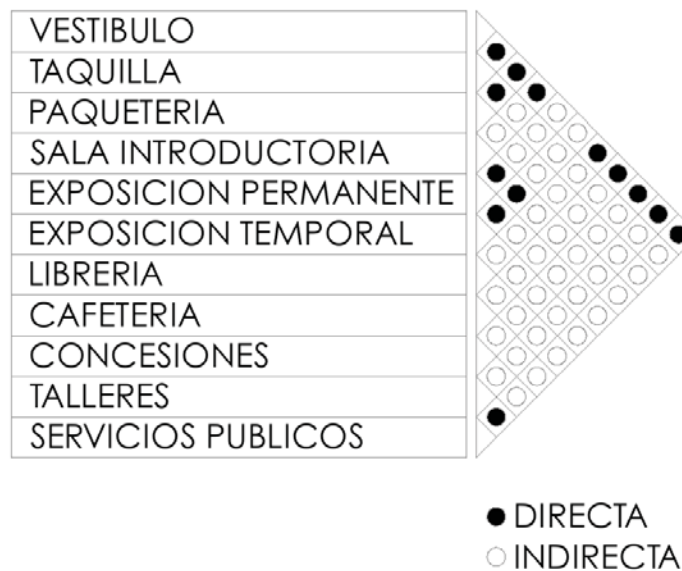 VESTIBULO
TAQUILLA
PAQUETERIA
SALA INTRODUCTORIA
EXPOSICION PERMANENTE
EXPOSICION TEMPORAL
LIBRERIA
CAFETERIA
CONCESIONES
TALLERES
SERVICIOS PUBLICOS
DIRECTA
INDIRECTA